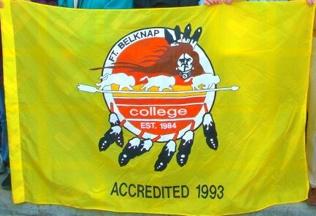 FT. BELKNAP
college
EST. 1984
ACCREDITED 1993